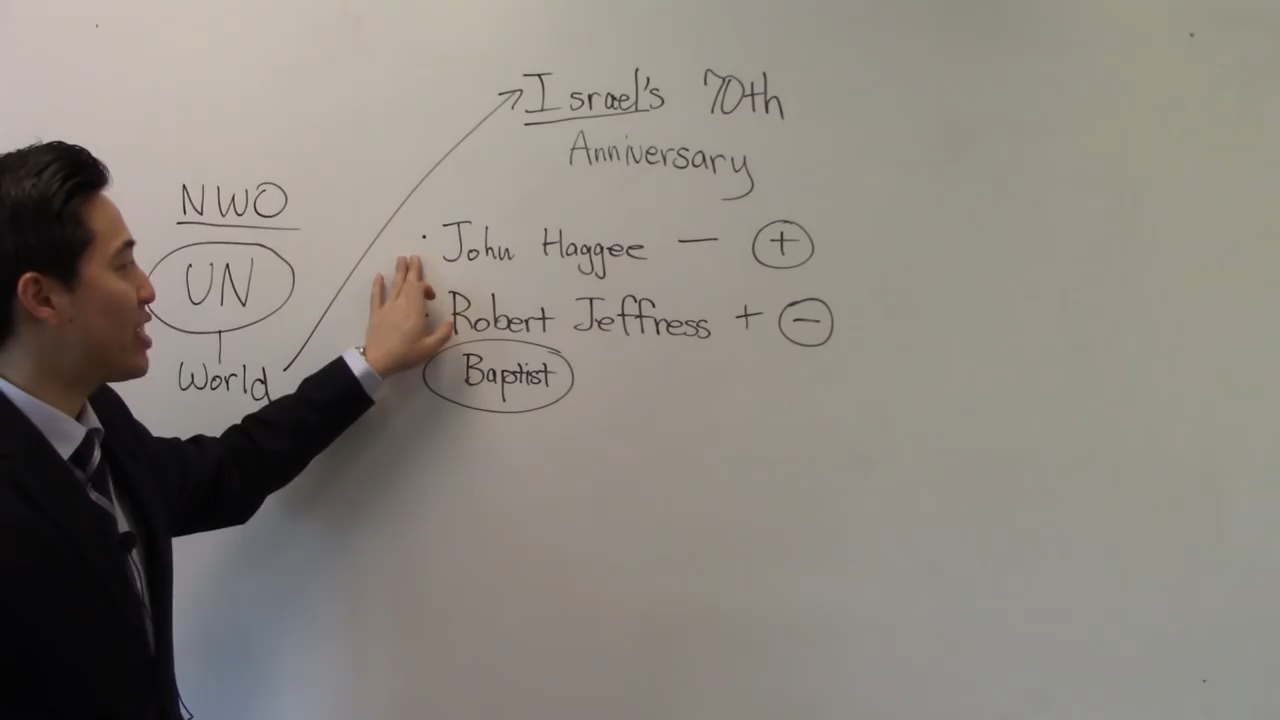 Israel's 70th
Anniversary
NWO
UN
World
· John Haggee — +
· Robert Jeffress + −
Baptist